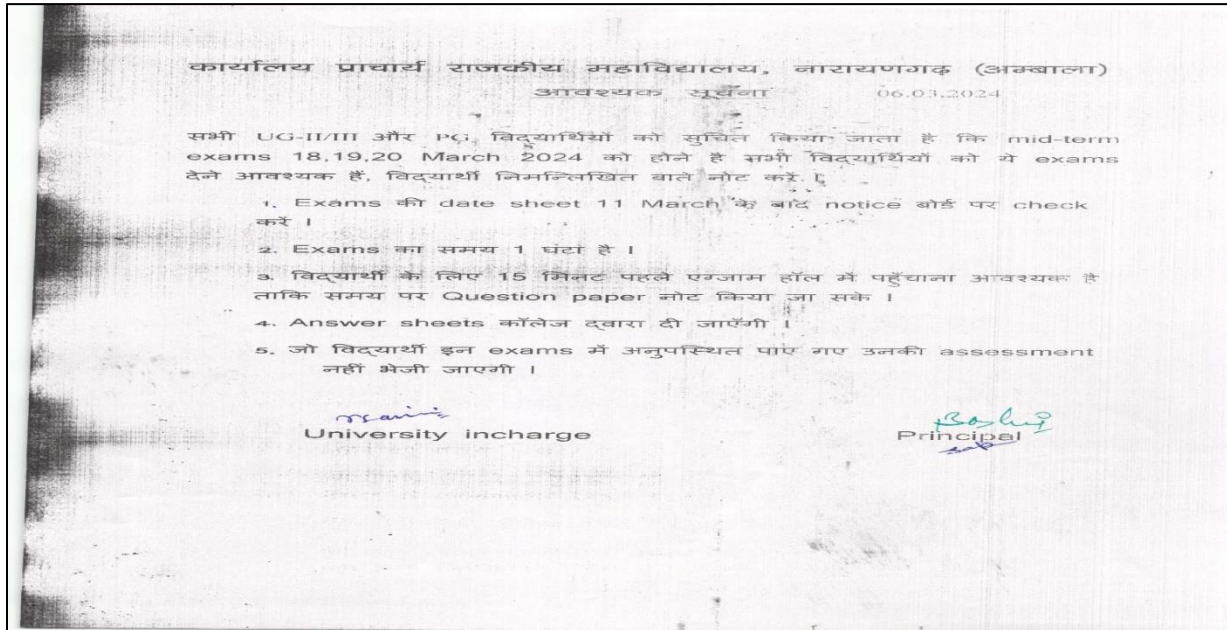 कार्यालय प्राचार्य राजकीय महाविद्यालय, नारायणगढ़ (अम्बाला)
आवश्यक सूचना 06.03.2024
सभी UG-II/III और PG विद्यार्थियों को सुचित किया जाता है कि mid-term
exams 18,19,20 March 2024 को होने है सभी विद्यार्थियों को ये exams
देने आवश्यक हैं, विद्यार्थी निमन्लिखित बाते नोट करें ।
1. Exams की date sheet 11 March के बाद notice बोर्ड पर check
करें ।
2. Exams का समय 1 घंटा है ।
3. विद्यार्थी के लिए 15 मिनट पहले एग्जाम हॉल में पहुँचाना आवश्यक है
ताकि समय पर Question paper नोट किया जा सके ।
4. Answer sheets कॉलेज द्वारा दी जाएँगी ।
5. जो विद्यार्थी इन exams में अनुपस्थित पाए गए उनकी assessment
नहीं भेजी जाएगी ।
University incharge Principal